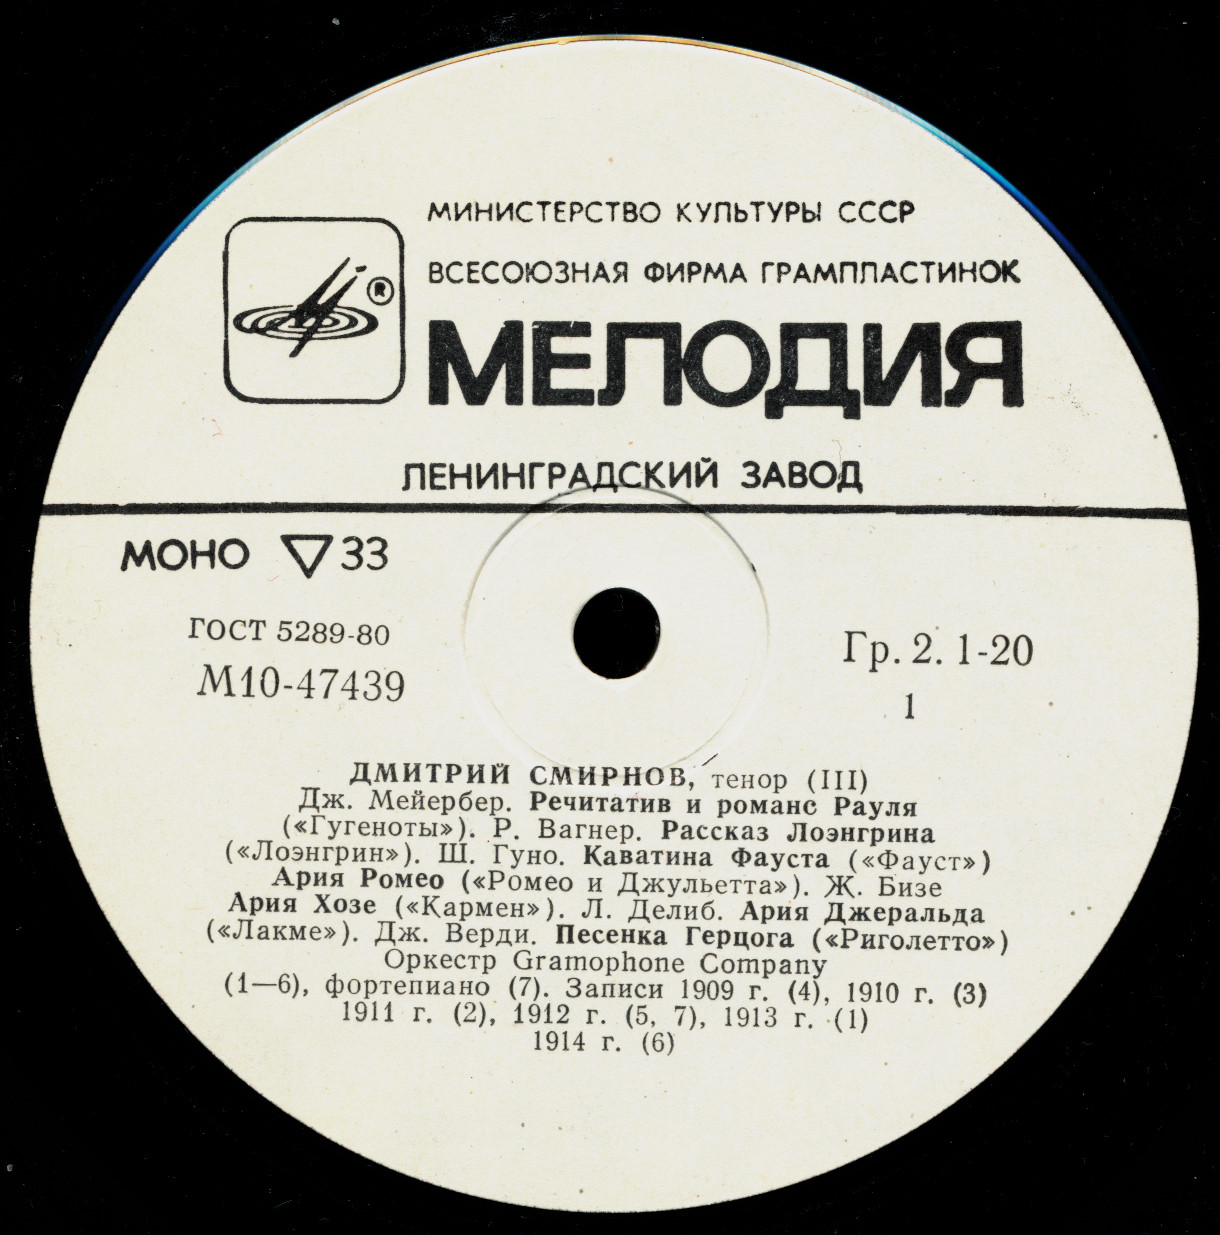 МИНИСТЕРСТВО КУЛЬТУРЫ СССР
ВСЕСОЮЗНАЯ ФИРМА ГРАМПЛАСТИНОК
®
МЕЛОДИЯ
ЛЕНИНГРАДСКИЙ ЗАВОД
МОНО ▽ 33
ГОСТ 5289-80
М10-47439
Гр. 2. 1-20
1
ДМИТРИЙ СМИРНОВ, тенор (III)
Дж. Мейербер. Речитатив и романс Рауля
(«Гугеноты»). Р. Вагнер. Рассказ Лоэнгрина
(«Лоэнгрин»). Ш. Гуно. Каватина Фауста («Фауст»)
Ария Ромео («Ромео и Джульетта»). Ж. Бизе
Ария Хозе («Кармен»). Л. Делиб. Ария Джеральда
(«Лакме»). Дж. Верди. Песенка Герцога («Риголетто»)
Оркестр Gramophone Company
(1—6), фортепиано (7). Записи 1909 г. (4), 1910 г. (3)
1911 г. (2), 1912 г. (5, 7), 1913 г. (1)
1914 г. (6)